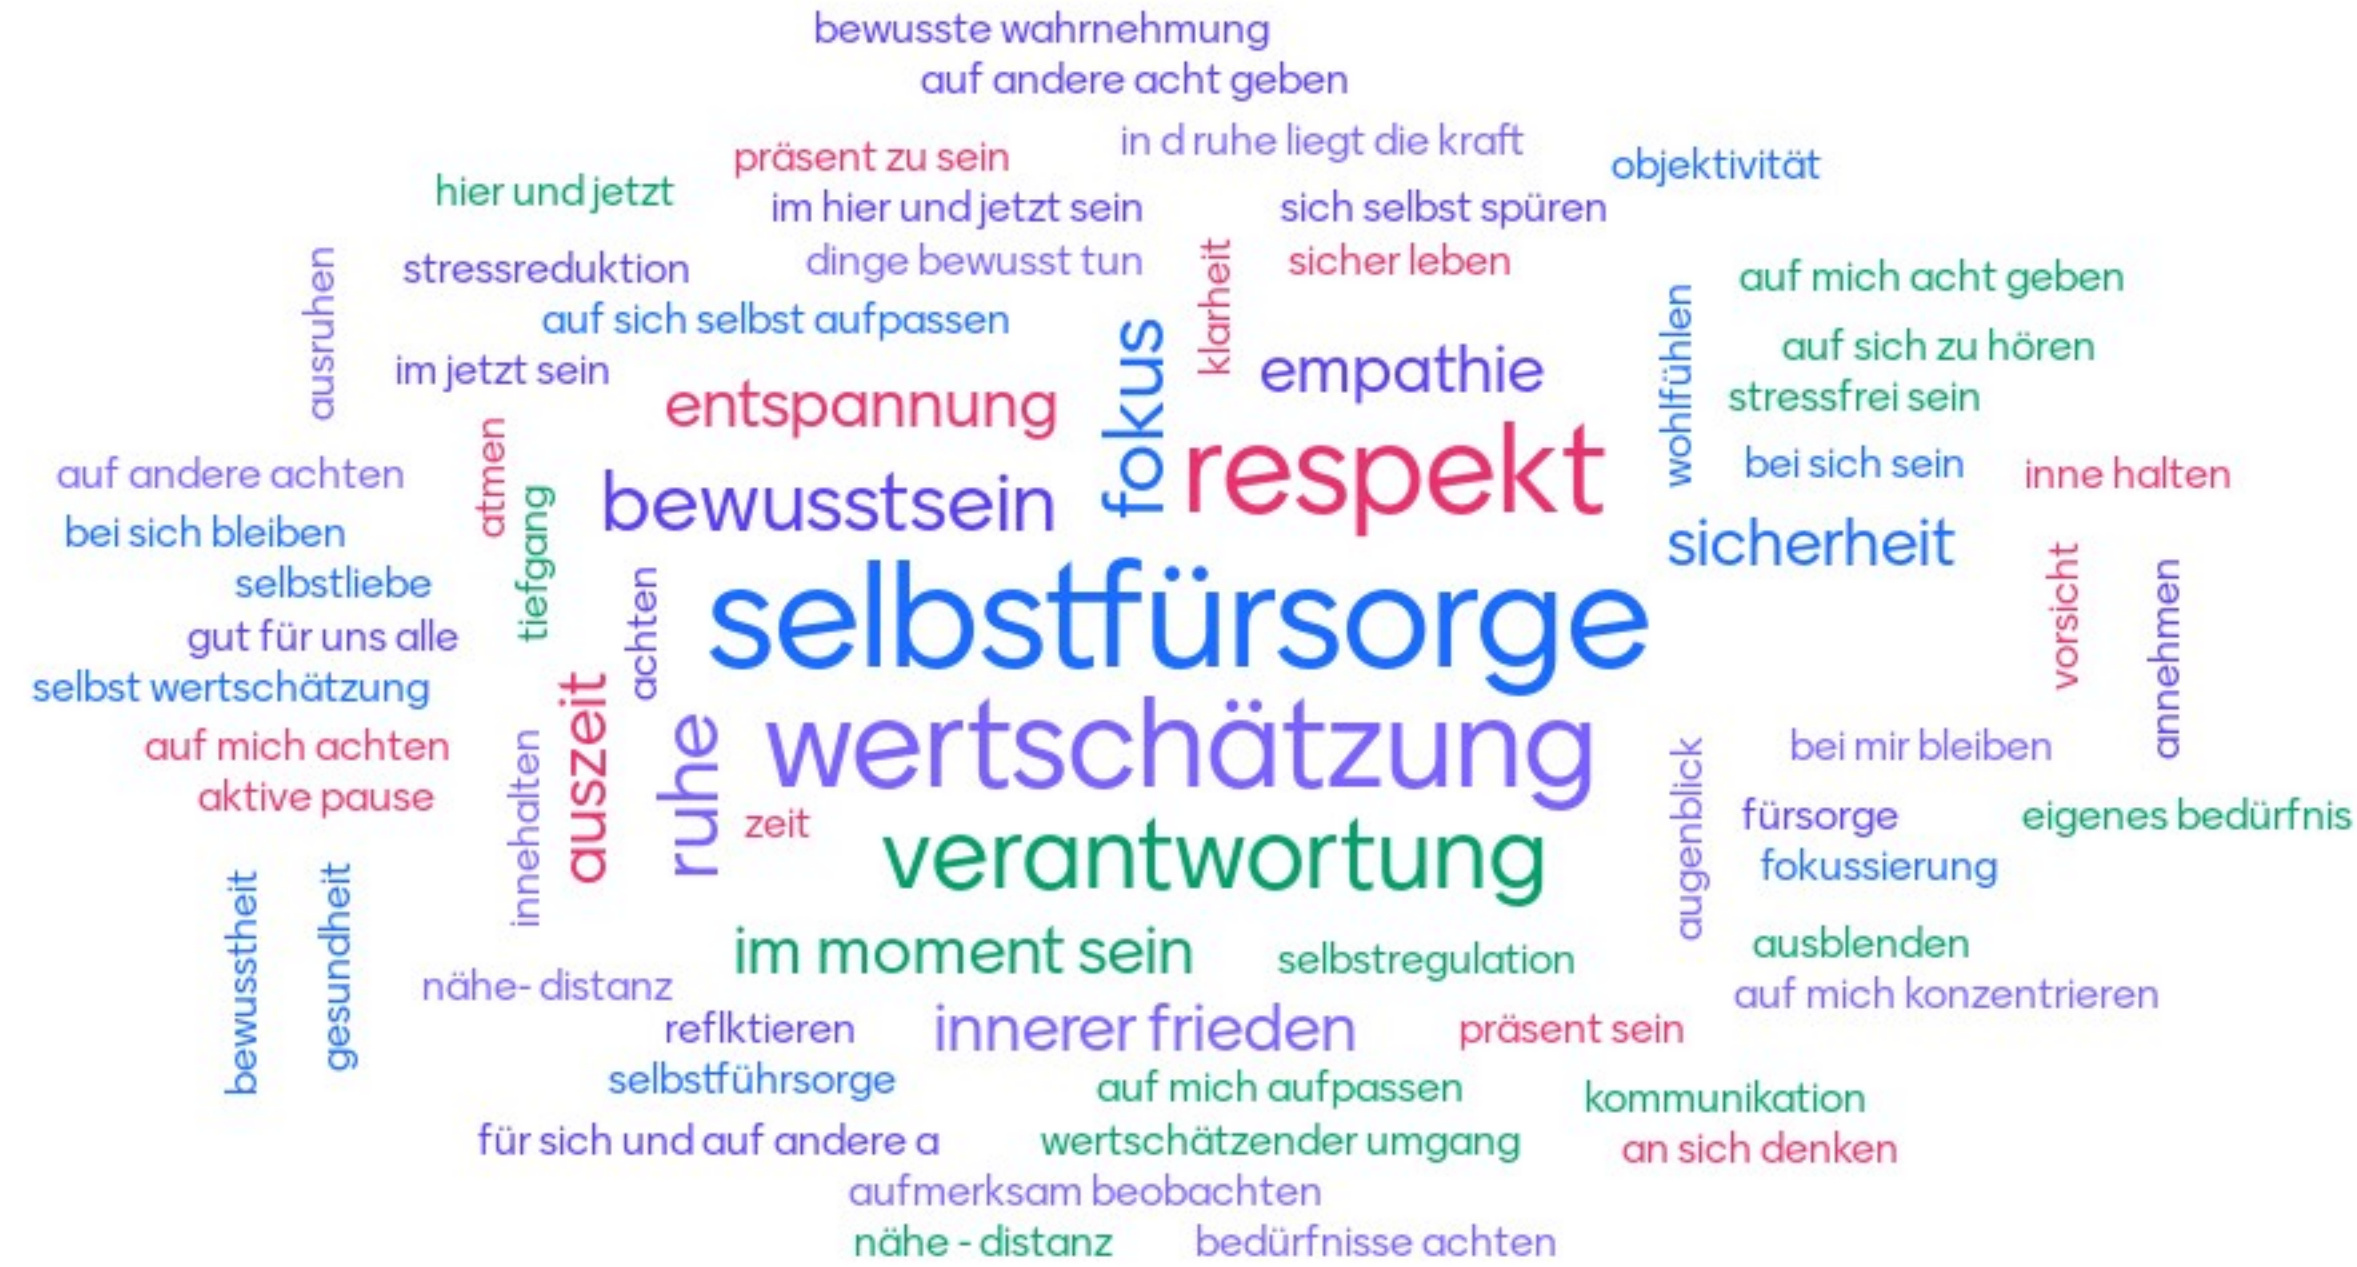 bewusste wahrnehmung
auf andere acht geben
in d ruhe liegt die kraft
präsent zu sein
objektivität
hier und jetzt
im hier und jetzt sein
sich selbst spüren
ausruhen
stressreduktion
dinge bewusst tun
klarheit
sicher leben
auf mich acht geben
auf sich selbst aufpassen
fokus
wohlfühlen
auf sich zu hören
im jetzt sein
empathie
stressfrei sein
entspannung
atmen
respekt
auf andere achten
bei sich sein
inne halten
tiefgang
bewusstsein
bei sich bleiben
sicherheit
selbstliebe
achten
selbstfürsorge
vorsicht
annehmen
gut für uns alle
selbst wertschätzung
auszeit
ruhe
wertschätzung
auf mich achten
bei mir bleiben
aktive pause
innehalten
zeit
verantwortung
augenblick
fürsorge
eigenes bedürfnis
fokussierung
bewusstheit
gesundheit
im moment sein
selbstregulation
ausblenden
nähe- distanz
auf mich konzentrieren
reflktieren
innerer frieden
präsent sein
selbstführsorge
auf mich aufpassen
kommunikation
für sich und auf andere a
wertschätzender umgang
an sich denken
aufmerksam beobachten
nähe - distanz
bedürfnisse achten